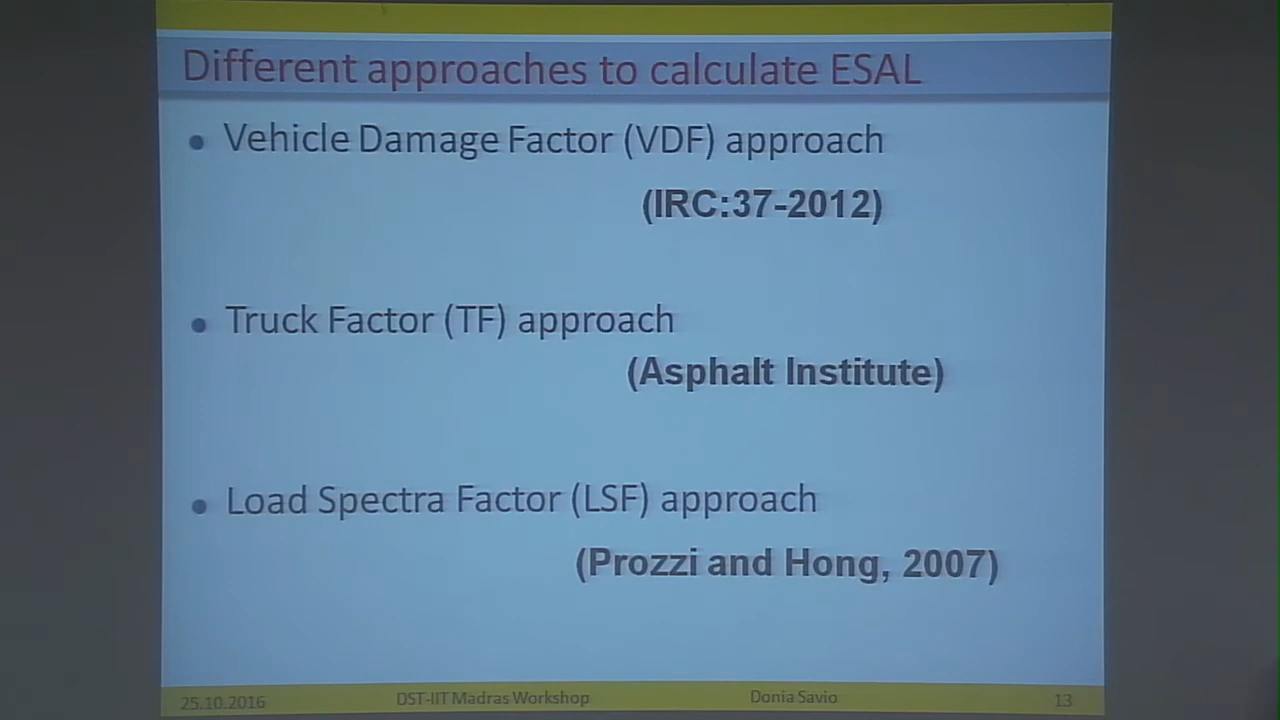 Different approaches to calculate ESAL
• Vehicle Damage Factor (VDF) approach
(IRC:37-2012)
• Truck Factor (TF) approach
(Asphalt Institute)
• Load Spectra Factor (LSF) approach
(Prozzi and Hong, 2007)
25.10.2016 DST-IIT Madras Workshop Donia Savio 13